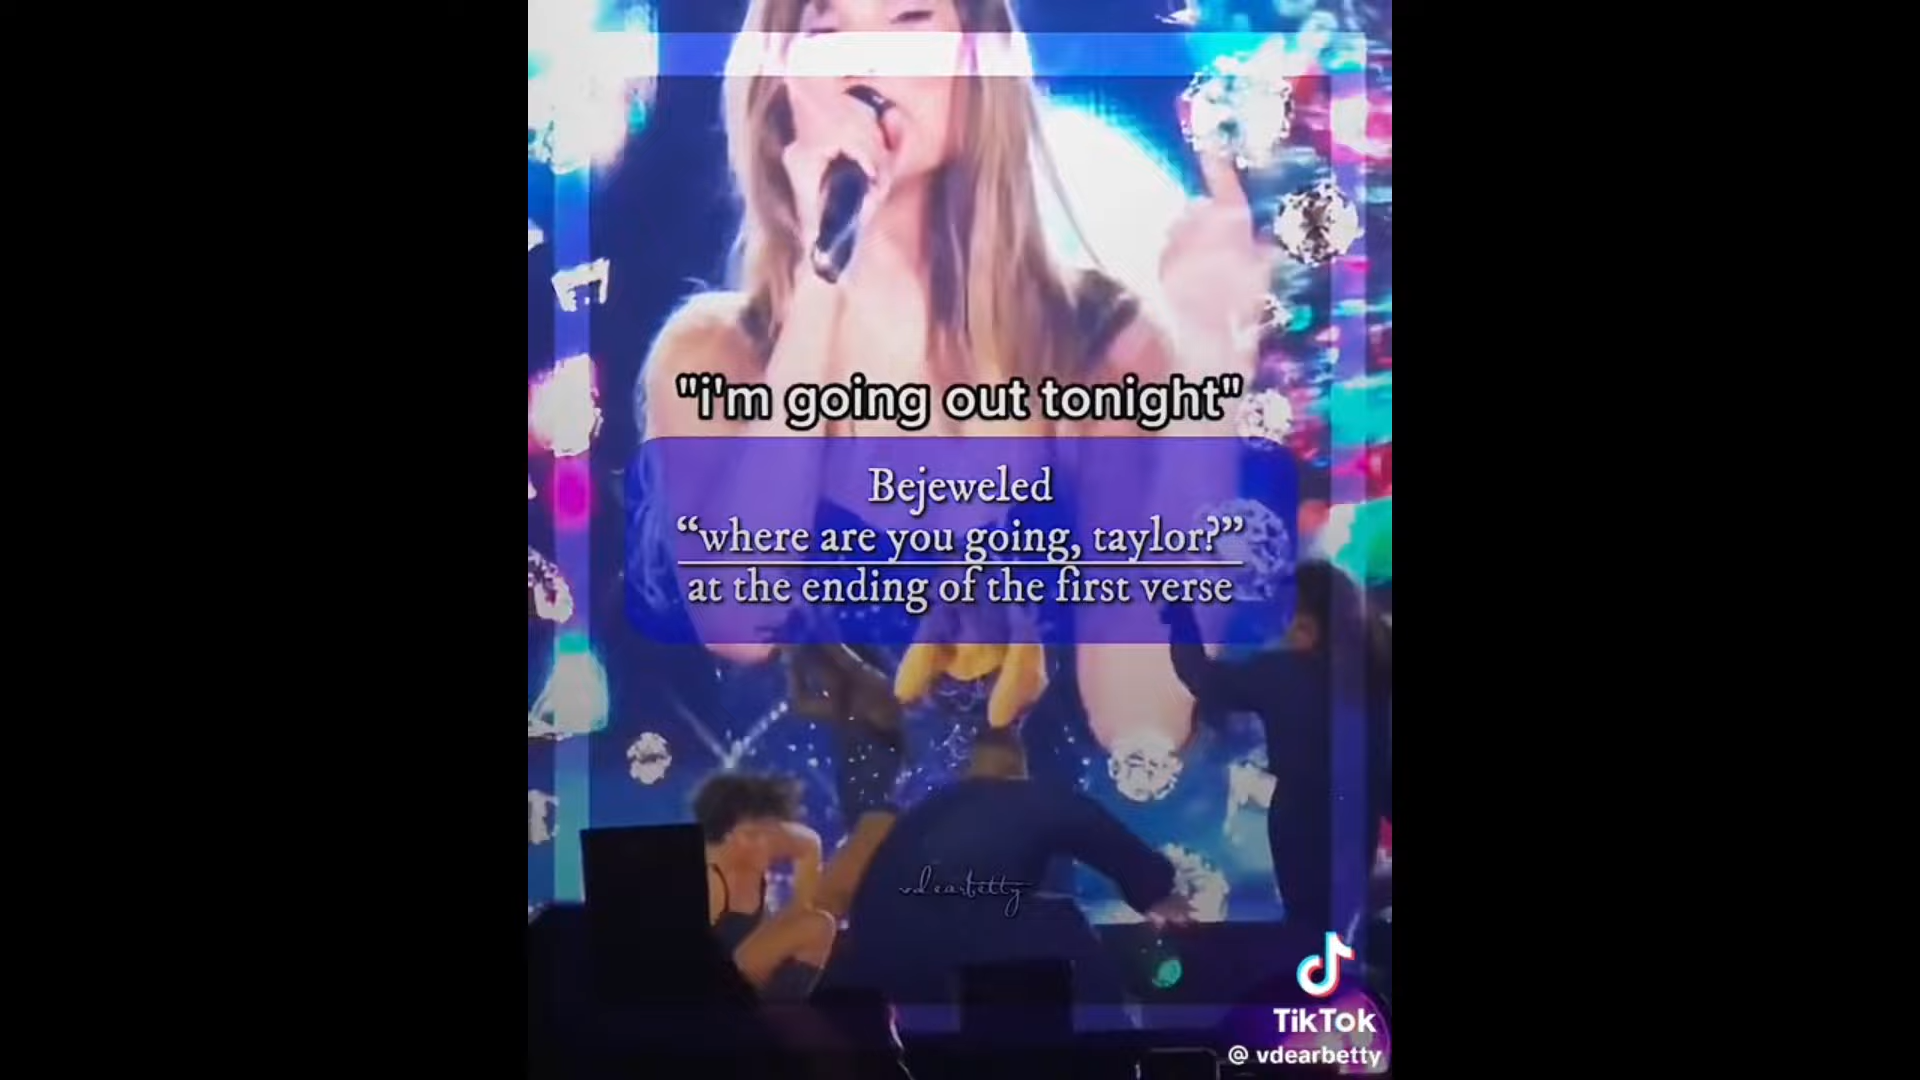 "i'm going out tonight"
Bejeweled
“where are you going, taylor?”
at the ending of the first verse
vdearbetty
TikTok
@ vdearbetty